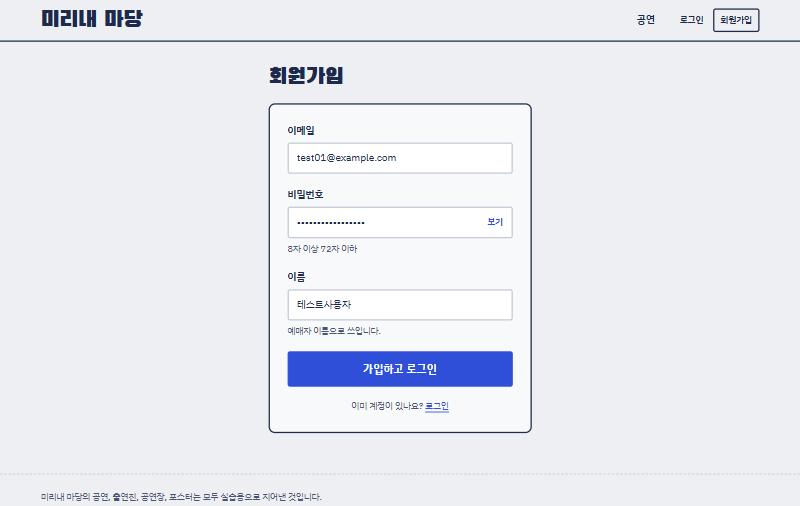 미리내 마당
공연 로그인 회원가입
회원가입
이메일
test01@example.com
비밀번호
•••••••••••••••••
보기
8자 이상 72자 이하
이름
테스트사용자
예매자 이름으로 쓰입니다.
가입하고 로그인
이미 계정이 있나요? 로그인
미리내 마당의 공연, 출연진, 공연장, 포스터는 모두 실습용으로 지어낸 것입니다.